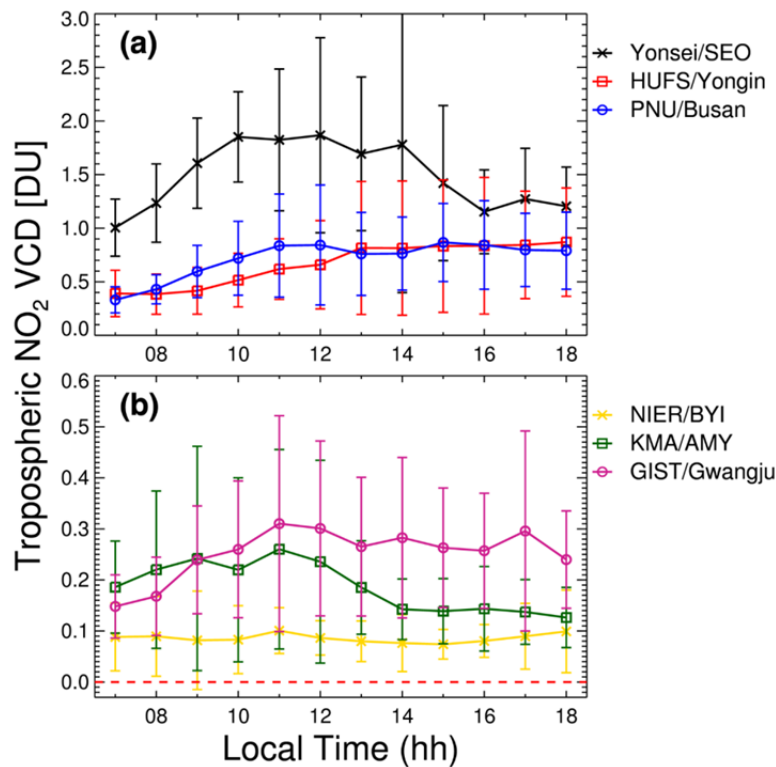 (a)
3.0
2.5
2.0
1.5
1.0
0.5
0.0
08 10 12 14 16 18
Yonsei/SEO
HUFS/Yongin
PNU/Busan
Tropospheric NO₂ VCD [DU]
(b)
0.6
0.5
0.4
0.3
0.2
0.1
0.0
08 10 12 14 16 18
NIER/BYI
KMA/AMY
GIST/Gwangju
Local Time (hh)